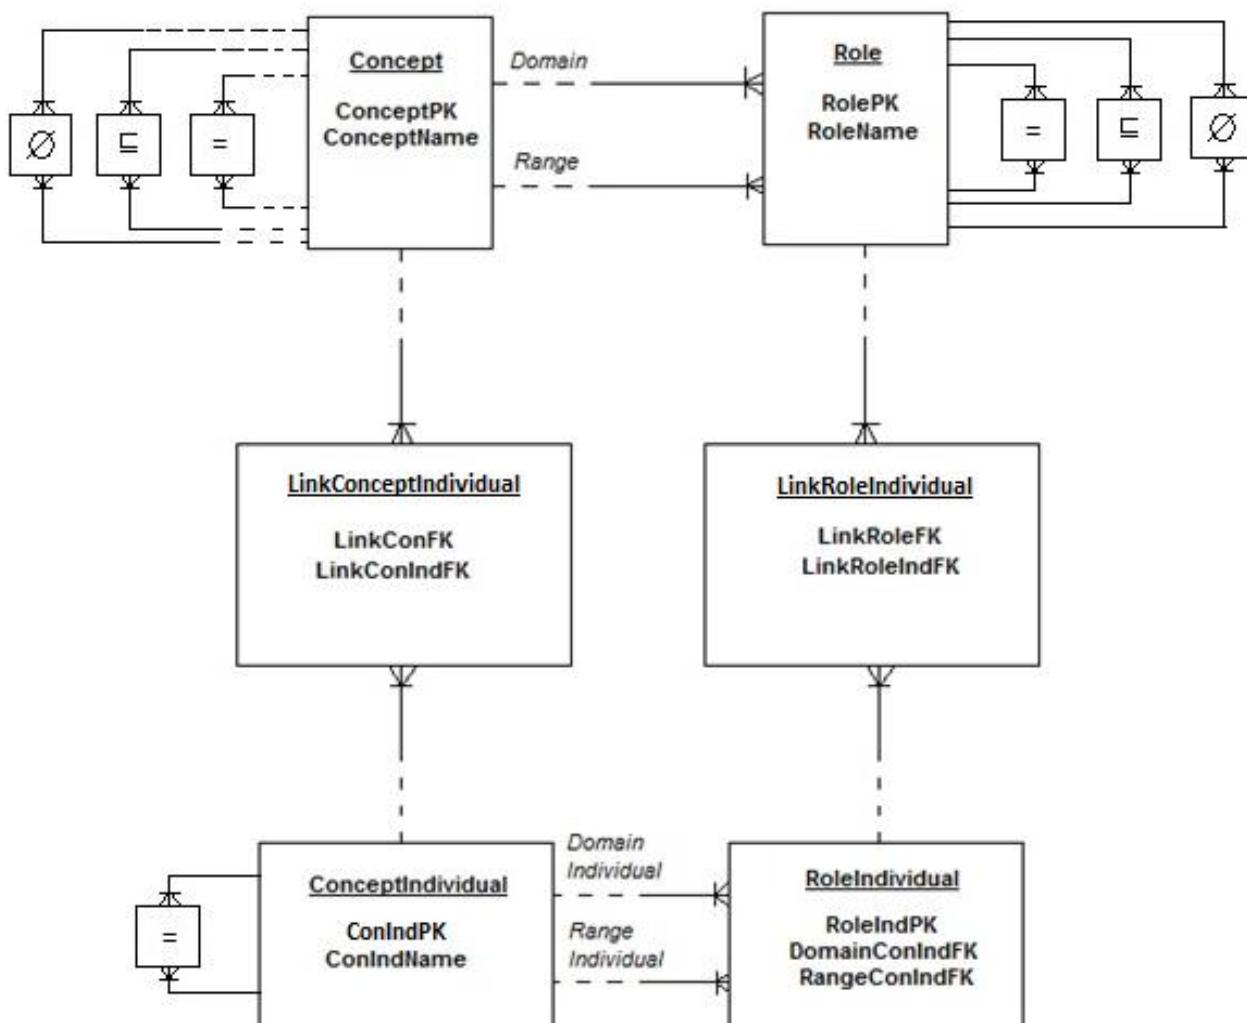 Concept
ConceptPK
ConceptName
Domain
Range
Role
RolePK
RoleName
∅
⊑
=
=
⊑
∅
LinkConceptIndividual
LinkConFK
LinkConIndFK
LinkRoleIndividual
LinkRoleFK
LinkRoleIndFK
=
ConceptIndividual
ConIndPK
ConIndName
Domain
Individual
Range
Individual
RoleIndividual
RoleIndPK
DomainConIndFK
RangeConIndFK